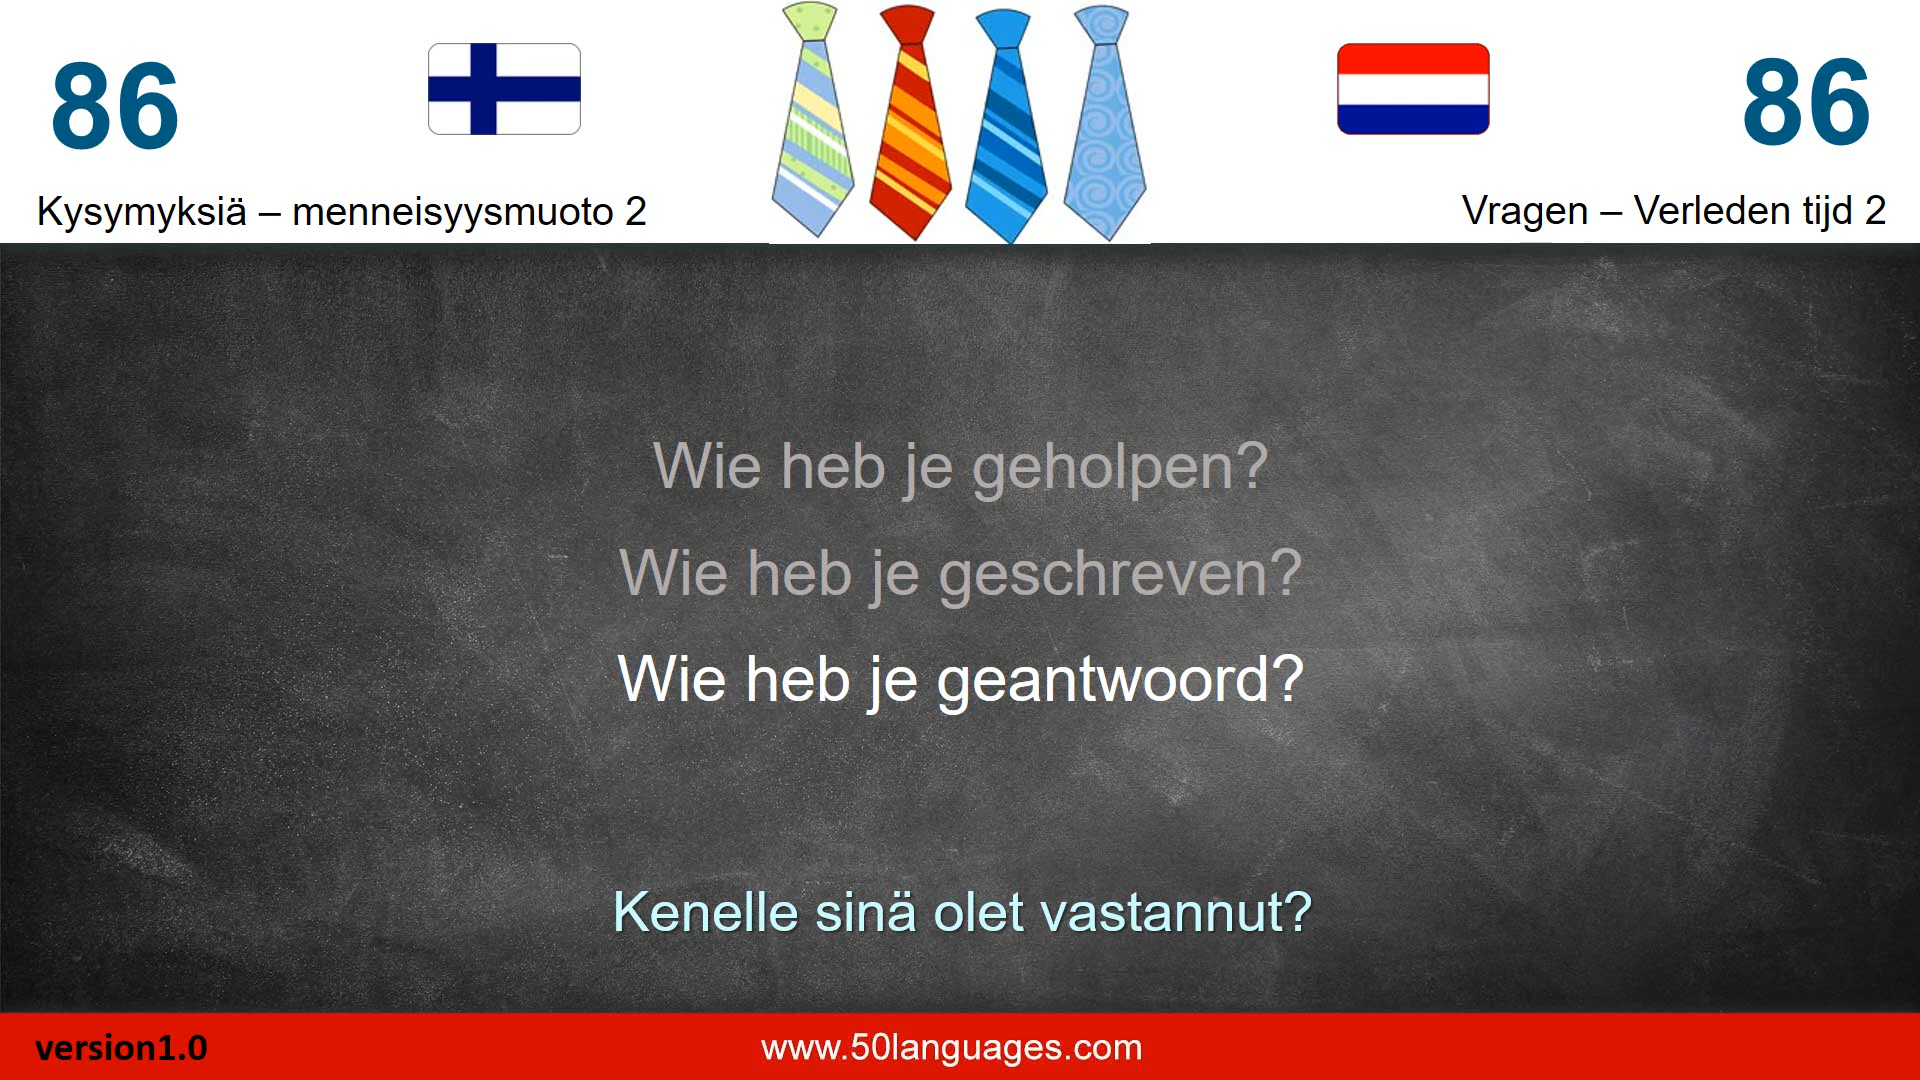 86
86
Kysymyksiä – menneisyysmuoto 2
Vragen – Verleden tijd 2
Wie heb je geholpen?
Wie heb je geschreven?
Wie heb je geantwoord?
Kenelle sinä olet vastannut?
version1.0
www.50languages.com